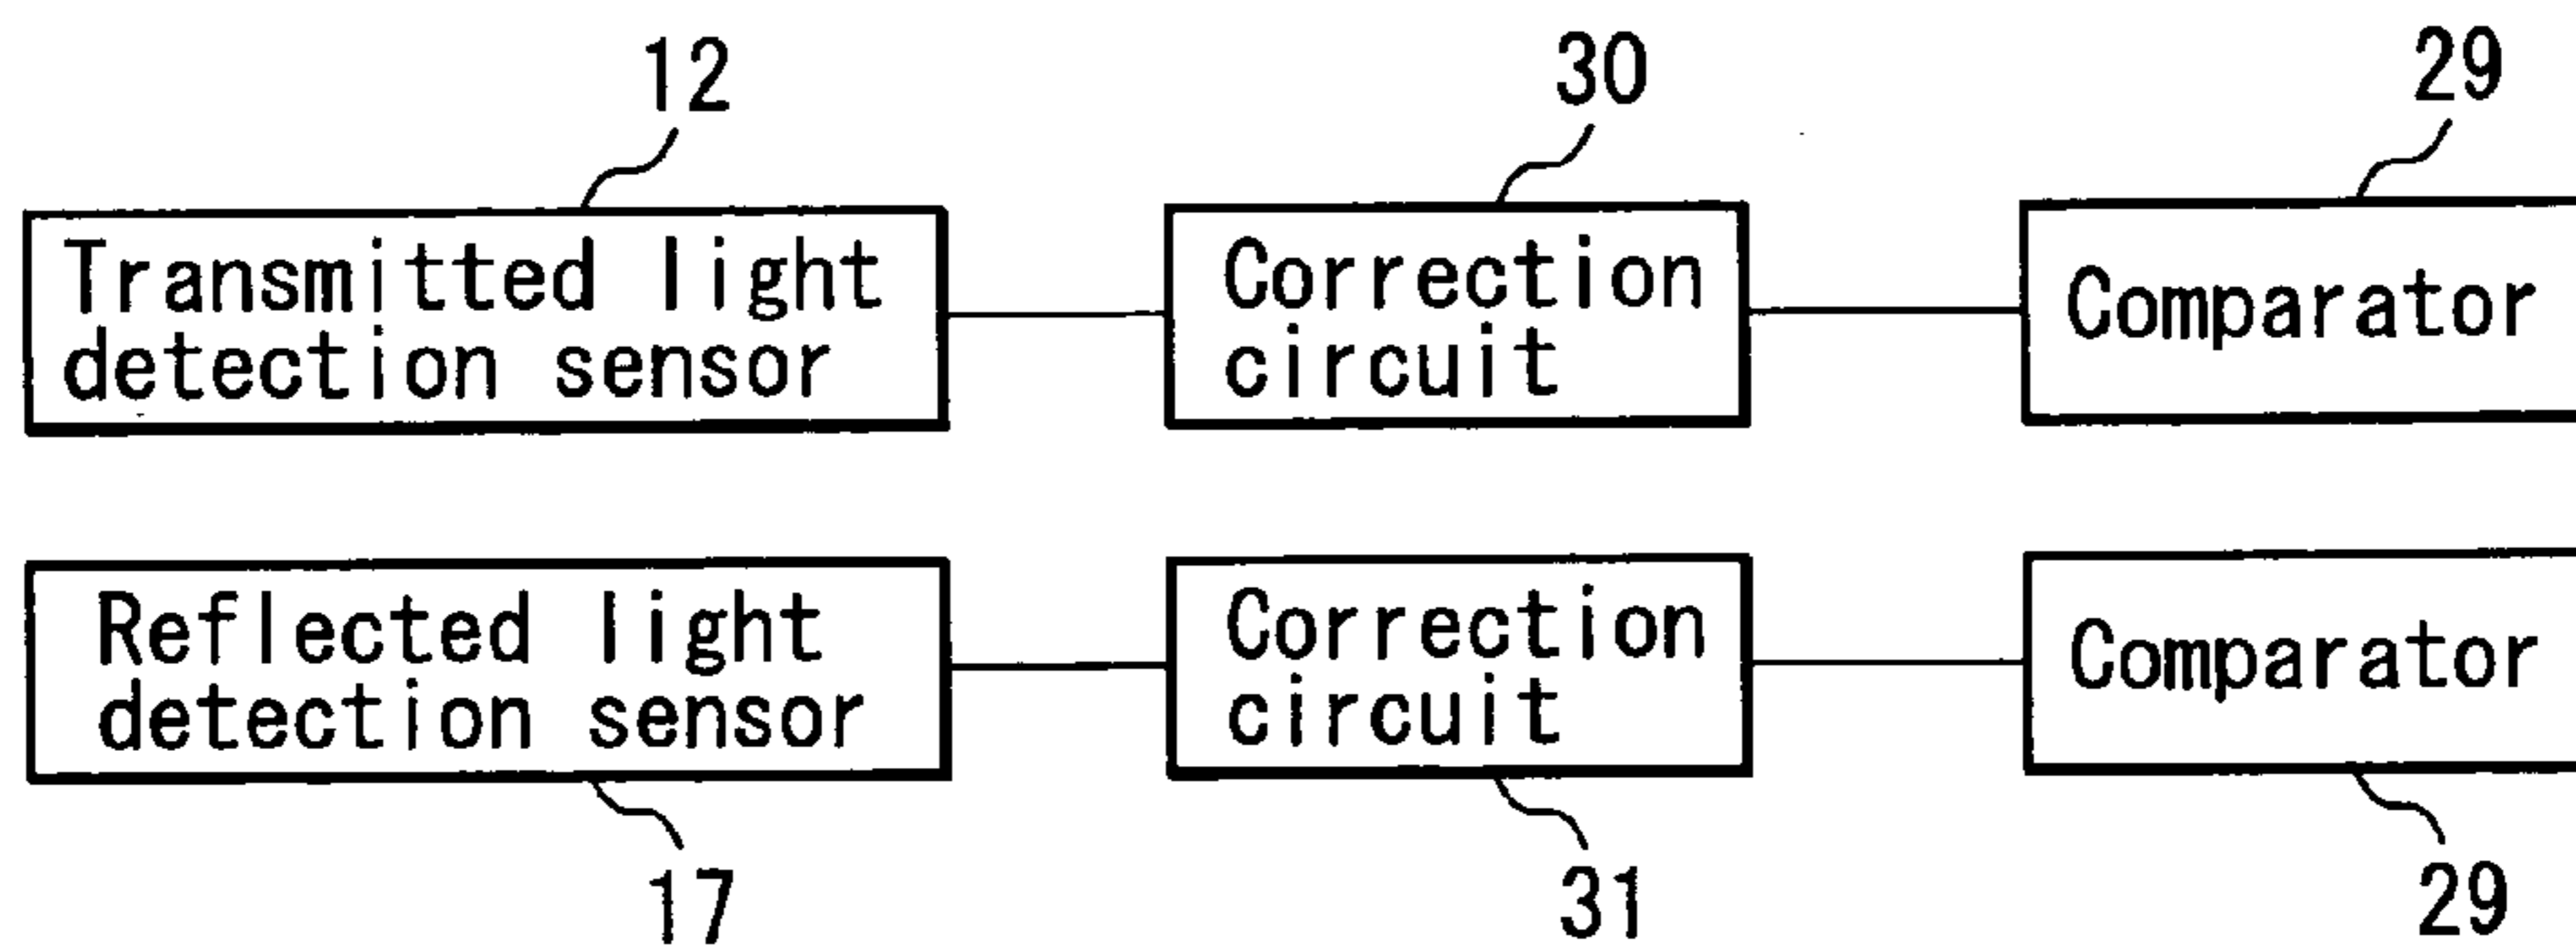 12
30
29
Transmitted light
detection sensor
Correction
circuit
Comparator
Reflected light
detection sensor
Correction
circuit
Comparator
17
31
29